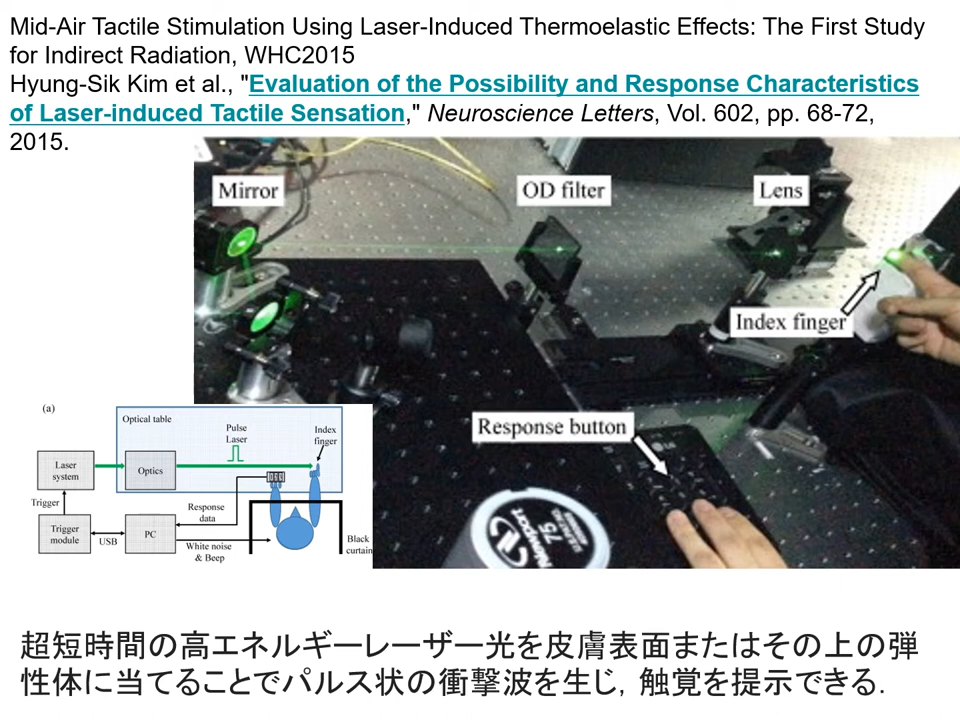 Mid-Air Tactile Stimulation Using Laser-Induced Thermoelastic Effects: The First Study
for Indirect Radiation, WHC2015
Hyung-Sik Kim et al., "Evaluation of the Possibility and Response Characteristics
of Laser-induced Tactile Sensation," Neuroscience Letters, Vol. 602, pp. 68-72,
2015.
Mirror
OD filter
Lens
Index finger
Response button
Newport
75
(a)
Optical table
Pulse
Laser
Index
finger
Laser
system
Optics
Trigger
Response
data
Trigger
module
USB
PC
White noise
& Beep
Black
curtain
超短時間の高エネルギーレーザー光を皮膚表面またはその上の弾
性体に当てることでパルス状の衝撃波を生じ，触覚を提示できる．